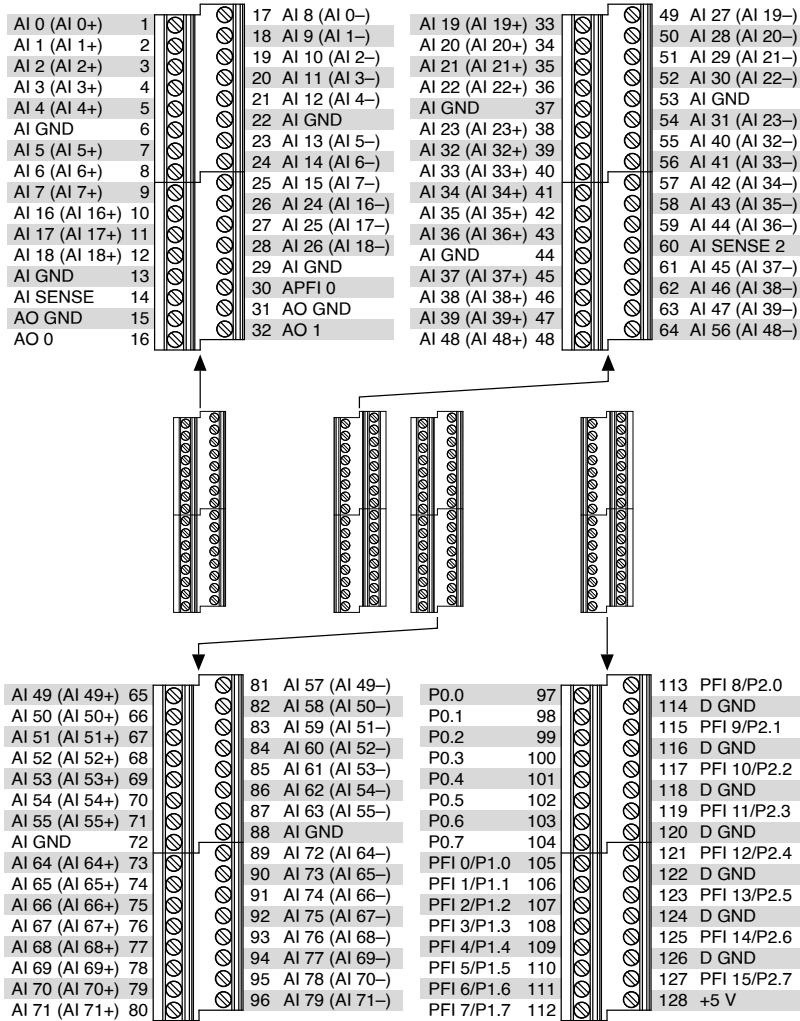 AI 0 (AI 0+) 1
AI 1 (AI 1+) 2
AI 2 (AI 2+) 3
AI 3 (AI 3+) 4
AI 4 (AI 4+) 5
AI GND 6
AI 5 (AI 5+) 7
AI 6 (AI 6+) 8
AI 7 (AI 7+) 9
AI 16 (AI 16+) 10
AI 17 (AI 17+) 11
AI 18 (AI 18+) 12
AI GND 13
AI SENSE 14
AO GND 15
AO 0 16
17 AI 8 (AI 0–)
18 AI 9 (AI 1–)
19 AI 10 (AI 2–)
20 AI 11 (AI 3–)
21 AI 12 (AI 4–)
22 AI GND
23 AI 13 (AI 5–)
24 AI 14 (AI 6–)
25 AI 15 (AI 7–)
26 AI 24 (AI 16–)
27 AI 25 (AI 17–)
28 AI 26 (AI 18–)
29 AI GND
30 APFI 0
31 AO GND
32 AO 1
AI 19 (AI 19+) 33
AI 20 (AI 20+) 34
AI 21 (AI 21+) 35
AI 22 (AI 22+) 36
AI GND 37
AI 23 (AI 23+) 38
AI 32 (AI 32+) 39
AI 33 (AI 33+) 40
AI 34 (AI 34+) 41
AI 35 (AI 35+) 42
AI 36 (AI 36+) 43
AI GND 44
AI 37 (AI 37+) 45
AI 38 (AI 38+) 46
AI 39 (AI 39+) 47
AI 48 (AI 48+) 48
49 AI 27 (AI 19–)
50 AI 28 (AI 20–)
51 AI 29 (AI 21–)
52 AI 30 (AI 22–)
53 AI GND
54 AI 31 (AI 23–)
55 AI 40 (AI 32–)
56 AI 41 (AI 33–)
57 AI 42 (AI 34–)
58 AI 43 (AI 35–)
59 AI 44 (AI 36–)
60 AI SENSE 2
61 AI 45 (AI 37–)
62 AI 46 (AI 38–)
63 AI 47 (AI 39–)
64 AI 56 (AI 48–)
AI 49 (AI 49+) 65
AI 50 (AI 50+) 66
AI 51 (AI 51+) 67
AI 52 (AI 52+) 68
AI 53 (AI 53+) 69
AI 54 (AI 54+) 70
AI 55 (AI 55+) 71
AI GND 72
AI 64 (AI 64+) 73
AI 65 (AI 65+) 74
AI 66 (AI 66+) 75
AI 67 (AI 67+) 76
AI 68 (AI 68+) 77
AI 69 (AI 69+) 78
AI 70 (AI 70+) 79
AI 71 (AI 71+) 80
81 AI 57 (AI 49–)
82 AI 58 (AI 50–)
83 AI 59 (AI 51–)
84 AI 60 (AI 52–)
85 AI 61 (AI 53–)
86 AI 62 (AI 54–)
87 AI 63 (AI 55–)
88 AI GND
89 AI 72 (AI 64–)
90 AI 73 (AI 65–)
91 AI 74 (AI 66–)
92 AI 75 (AI 67–)
93 AI 76 (AI 68–)
94 AI 77 (AI 69–)
95 AI 78 (AI 70–)
96 AI 79 (AI 71–)
P0.0 97
P0.1 98
P0.2 99
P0.3 100
P0.4 101
P0.5 102
P0.6 103
P0.7 104
PFI 0/P1.0 105
PFI 1/P1.1 106
PFI 2/P1.2 107
PFI 3/P1.3 108
PFI 4/P1.4 109
PFI 5/P1.5 110
PFI 6/P1.6 111
PFI 7/P1.7 112
113 PFI 8/P2.0
114 D GND
115 PFI 9/P2.1
116 D GND
117 PFI 10/P2.2
118 D GND
119 PFI 11/P2.3
120 D GND
121 PFI 12/P2.4
122 D GND
123 PFI 13/P2.5
124 D GND
125 PFI 14/P2.6
126 D GND
127 PFI 15/P2.7
128 +5 V